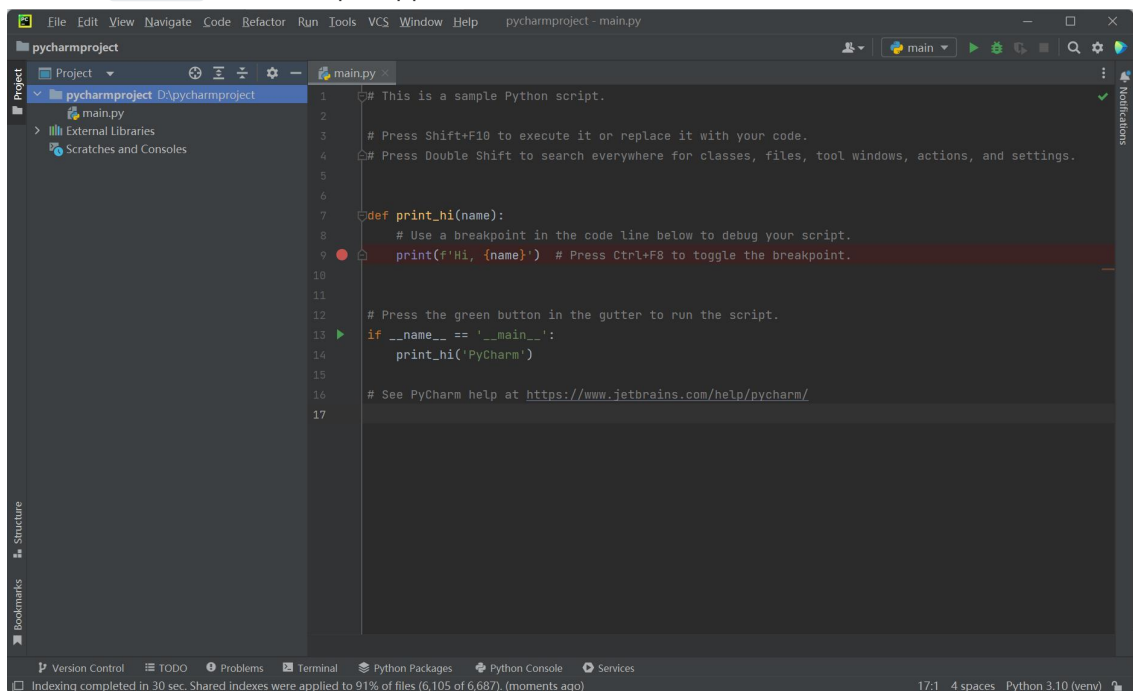 File Edit View Navigate Code Refactor Run Tools VCS Window Help pycharmproject - main.py
pycharmproject
main
Project
main.py
Project
pycharmproject D:\pycharmproject
main.py
External Libraries
Scratches and Consoles
Structure
Bookmarks
1 # This is a sample Python script.
2
3 # Press Shift+F10 to execute it or replace it with your code.
4 # Press Double Shift to search everywhere for classes, files, tool windows, actions, and settings.
5
6
7 def print_hi(name):
8 # Use a breakpoint in the code line below to debug your script.
9 print(f'Hi, {name}') # Press Ctrl+F8 to toggle the breakpoint.
10
11
12 # Press the green button in the gutter to run the script.
13 if __name__ == '__main__':
14 print_hi('PyCharm')
15
16 # See PyCharm help at https://www.jetbrains.com/help/pycharm/
17
Notifications
Version Control TODO Problems Terminal Python Packages Python Console Services
Indexing completed in 30 sec. Shared indexes were applied to 91% of files (6,105 of 6,687). (moments ago) 17:1 4 spaces Python 3.10 (venv)